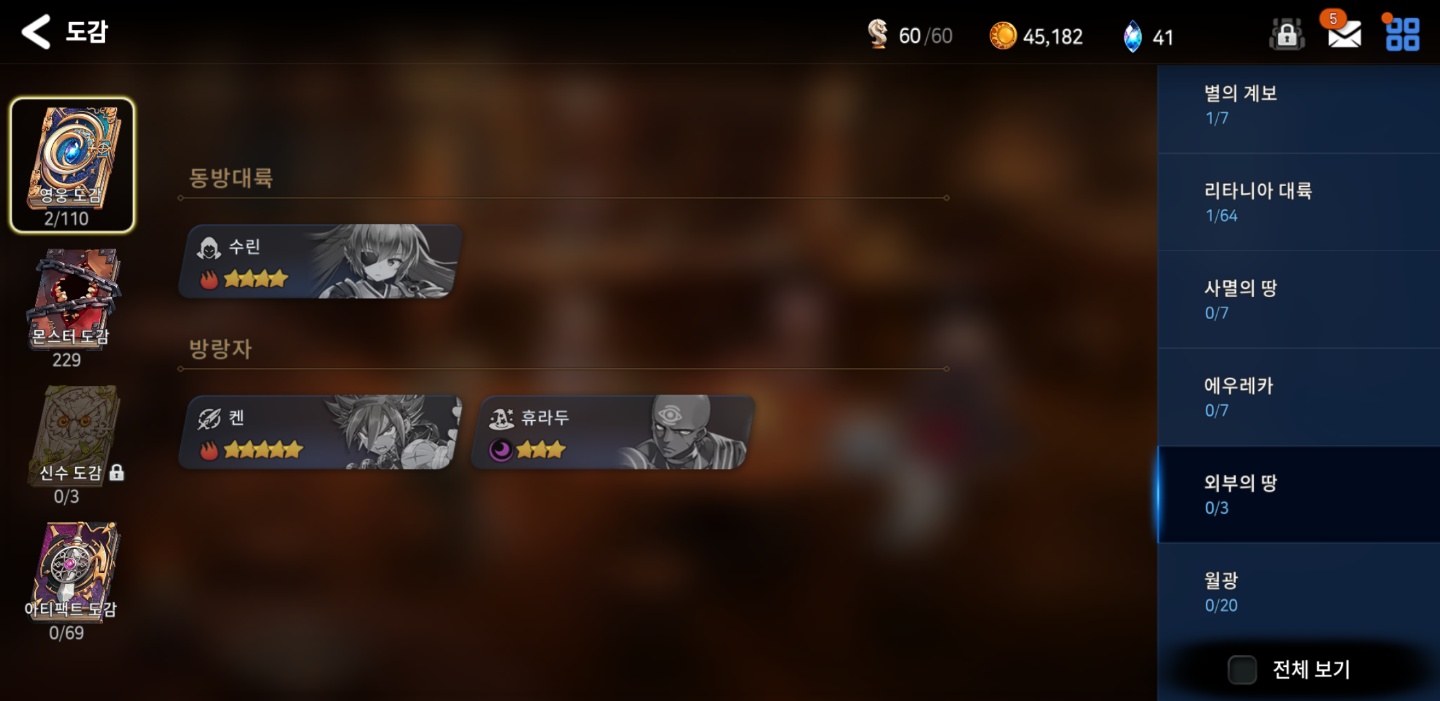 도감
60/60
45,182
41
5
영웅 도감
2/110
몬스터 도감
229
신수 도감
0/3
아티팩트 도감
0/69
동방대륙
수린
방랑자
켄
휴라두
별의 계보
1/7
리타니아 대륙
1/64
사멸의 땅
0/7
에우레카
0/7
외부의 땅
0/3
월광
0/20
전체 보기